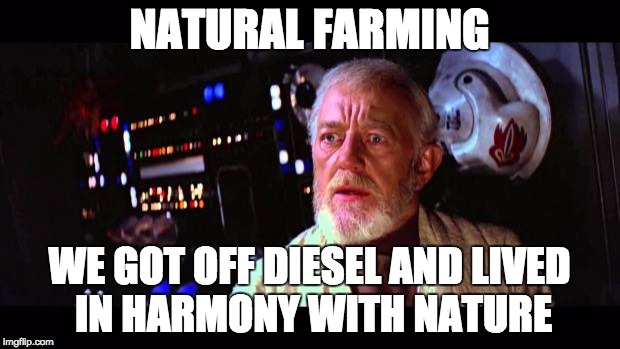 NATURAL FARMING
WE GOT OFF DIESEL AND LIVED
IN HARMONY WITH NATURE
imgflip.com